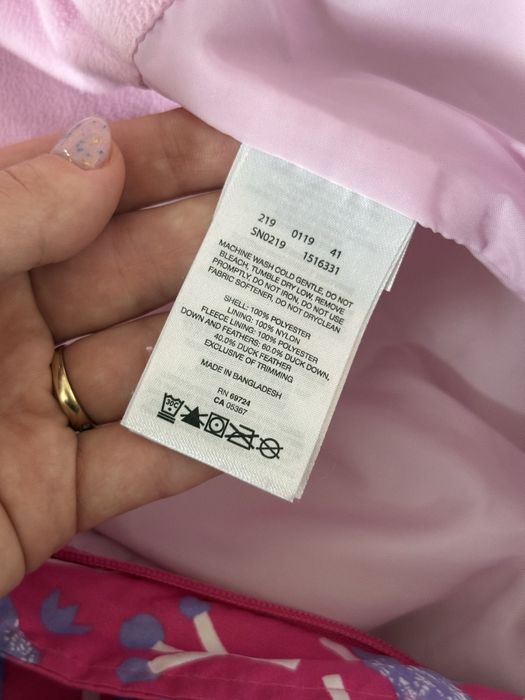 219 0119 41
SN0219 1516331
MACHINE WASH COLD GENTLE, DO NOT
BLEACH, TUMBLE DRY LOW, REMOVE
PROMPTLY, DO NOT IRON, DO NOT USE
FABRIC SOFTENER, DO NOT DRYCLEAN
SHELL: 100% POLYESTER
LINING: 100% NYLON
FLEECE LINING: 100% POLYESTER
DOWN AND FEATHERS: 60.0% DUCK DOWN,
40.0% DUCK FEATHER
EXCLUSIVE OF TRIMMING
MADE IN BANGLADESH
RN 69724
CA 05367
30C